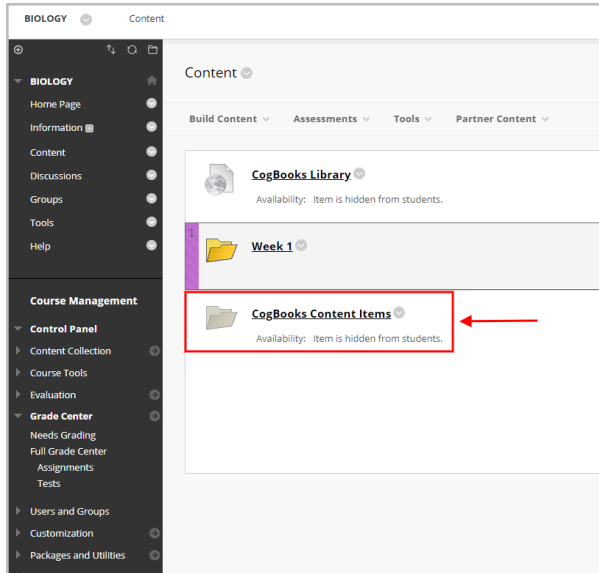 BIOLOGY Content
BIOLOGY
Home Page
Information
Content
Discussions
Groups
Tools
Help
Course Management
Control Panel
Content Collection
Course Tools
Evaluation
Grade Center
Needs Grading
Full Grade Center
Assignments
Tests
Users and Groups
Customization
Packages and Utilities
Content
Build Content Assessments Tools Partner Content
CogBooks Library
Availability: Item is hidden from students.
Week 1
CogBooks Content Items
Availability: Item is hidden from students.